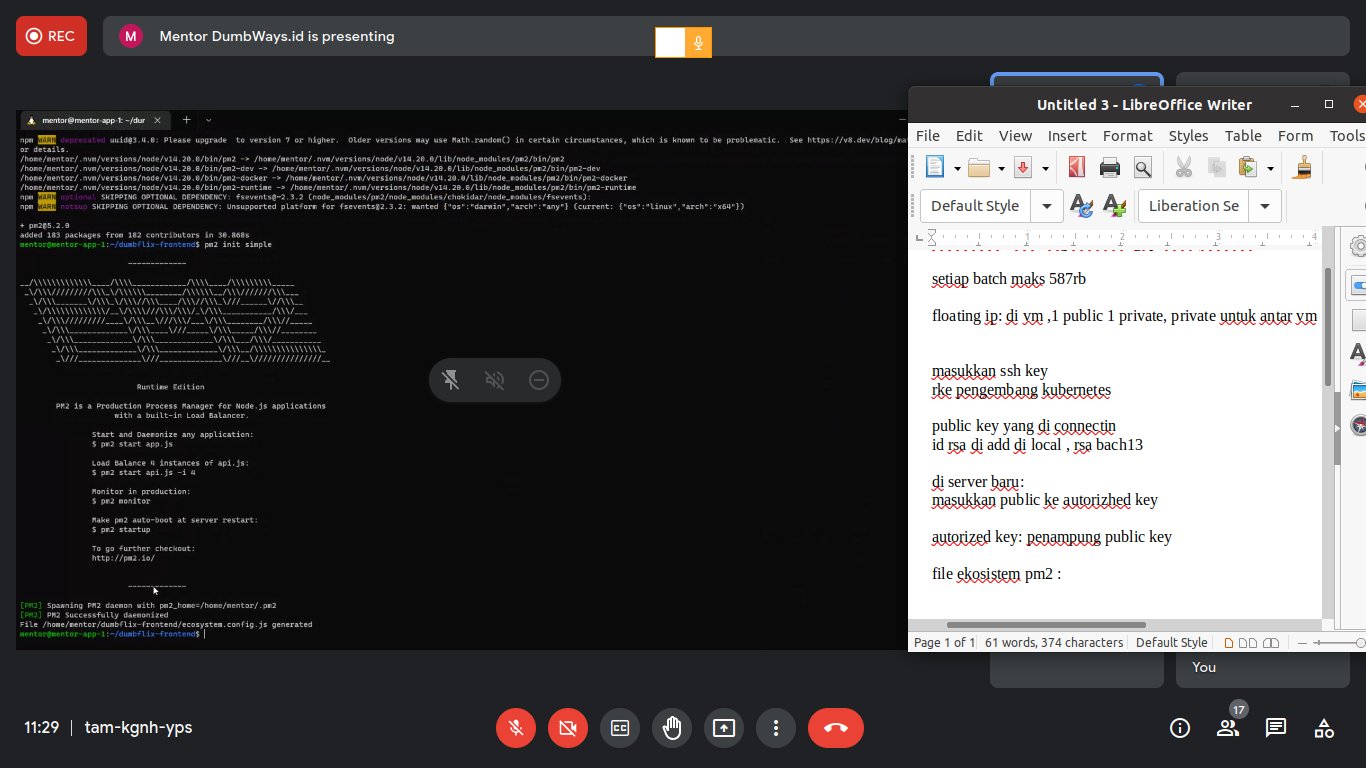 REC
M
Mentor DumbWays.id is presenting
mentor@mentor-app-1: ~/dur
npm WARN deprecated uuid@3.4.0: Please upgrade to version 7 or higher. Older versions may use Math.random() in certain circumstances, which is known to be problematic. See https://v8.dev/blog/ma
or details.
/home/mentor/.nvm/versions/node/v14.20.0/bin/pm2 -> /home/mentor/.nvm/versions/node/v14.20.0/lib/node_modules/pm2/bin/pm2
/home/mentor/.nvm/versions/node/v14.20.0/bin/pm2-dev -> /home/mentor/.nvm/versions/node/v14.20.0/lib/node_modules/pm2/bin/pm2-dev
/home/mentor/.nvm/versions/node/v14.20.0/bin/pm2-docker -> /home/mentor/.nvm/versions/node/v14.20.0/lib/node_modules/pm2/bin/pm2-docker
/home/mentor/.nvm/versions/node/v14.20.0/bin/pm2-runtime -> /home/mentor/.nvm/versions/node/v14.20.0/lib/node_modules/pm2/bin/pm2-runtime
npm WARN optional SKIPPING OPTIONAL DEPENDENCY: fsevents@~2.3.2 (node_modules/pm2/node_modules/chokidar/node_modules/fsevents):
npm WARN notsup SKIPPING OPTIONAL DEPENDENCY: Unsupported platform for fsevents@2.3.2: wanted {"os":"darwin","arch":"any"} (current: {"os":"linux","arch":"x64"})
+ pm2@5.2.0
added 183 packages from 182 contributors in 30.868s
mentor@mentor-app-1:~/dumbflix-frontend$ pm2 init simple
Runtime Edition
PM2 is a Production Process Manager for Node.js applications
with a built-in Load Balancer.
Start and Daemonize any application:
$ pm2 start app.js
Load Balance 4 instances of api.js:
$ pm2 start api.js -i 4
Monitor in production:
$ pm2 monitor
Make pm2 auto-boot at server restart:
$ pm2 startup
To go further checkout:
http://pm2.io/
[PM2] Spawning PM2 daemon with pm2_home=/home/mentor/.pm2
[PM2] PM2 Successfully daemonized
File /home/mentor/dumbflix-frontend/ecosystem.config.js generated
mentor@mentor-app-1:~/dumbflix-frontend$
Untitled 3 - LibreOffice Writer
File Edit View Insert Format Styles Table Form Tools
Default Style
Liberation Se
1 2 3 4
setiap batch maks 587rb
floating ip: di ym ,1 public 1 private, private untuk antar ym
masukkan ssh key
rke pengembang kubernetes
public key yang di connectin
id rsa di add di local , rsa bach13
di server baru:
masukkan public ke autorizhed key
autorized key: penampung public key
file ekosistem pm2 :
Page 1 of 1 61 words, 374 characters Default Style
You
11:29 tam-kgnh-yps
17